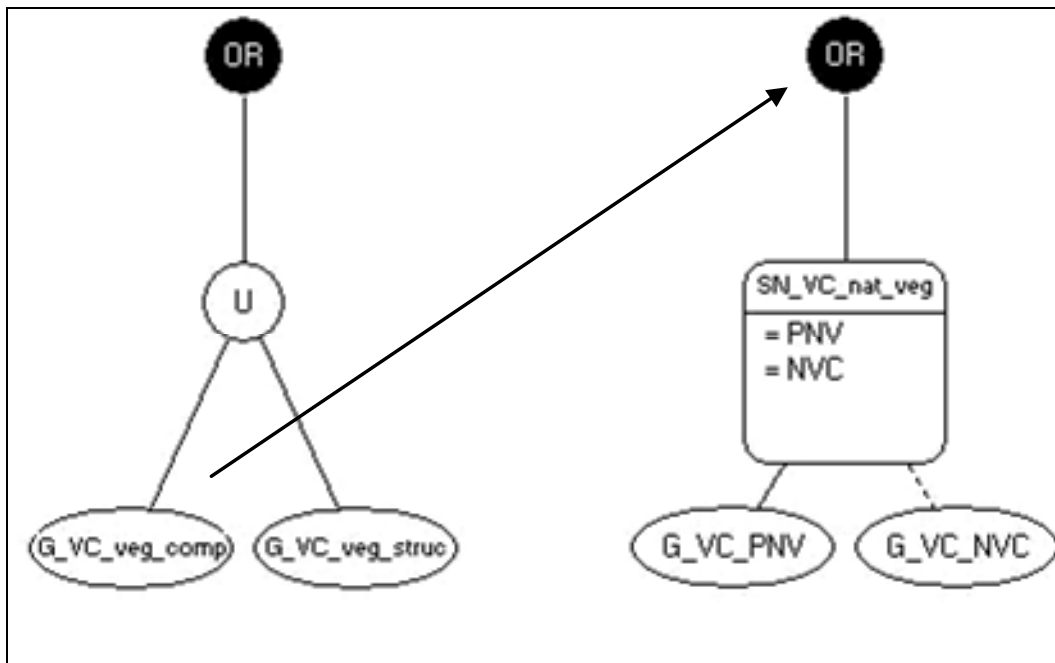 OR
U
G_VC_veg_comp
G_VC_veg_struc
OR
SN_VC_nat_veg
= PNV
= NVC
G_VC_PNV
G_VC_NVC